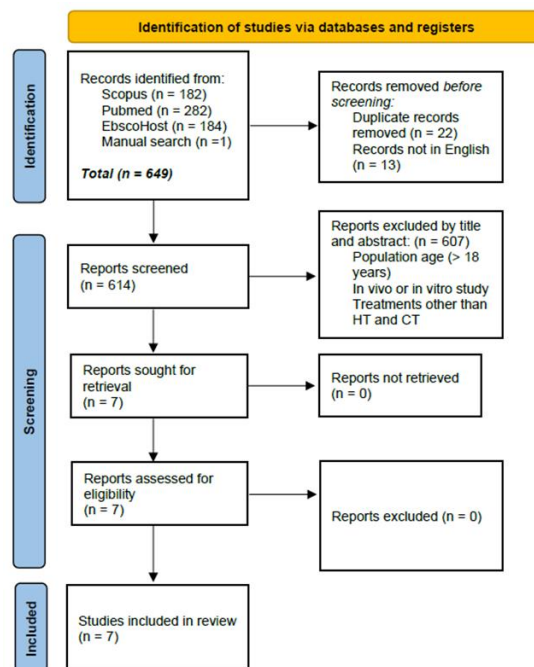 Identification of studies via databases and registers
Identification
Records identified from:
Scopus (n = 182)
Pubmed (n = 282)
EbscoHost (n = 184)
Manual search (n =1)
Total (n = 649)
Records removed before
screening:
Duplicate records
removed (n = 22)
Records not in English
(n = 13)
Screening
Reports screened
(n = 614)
Reports excluded by title
and abstract: (n = 607)
Population age (> 18
years)
In vivo or in vitro study
Treatments other than
HT and CT
Reports sought for
retrieval
(n = 7)
Reports not retrieved
(n = 0)
Reports assessed for
eligibility
(n = 7)
Reports excluded (n = 0)
Included
Studies included in review
(n = 7)